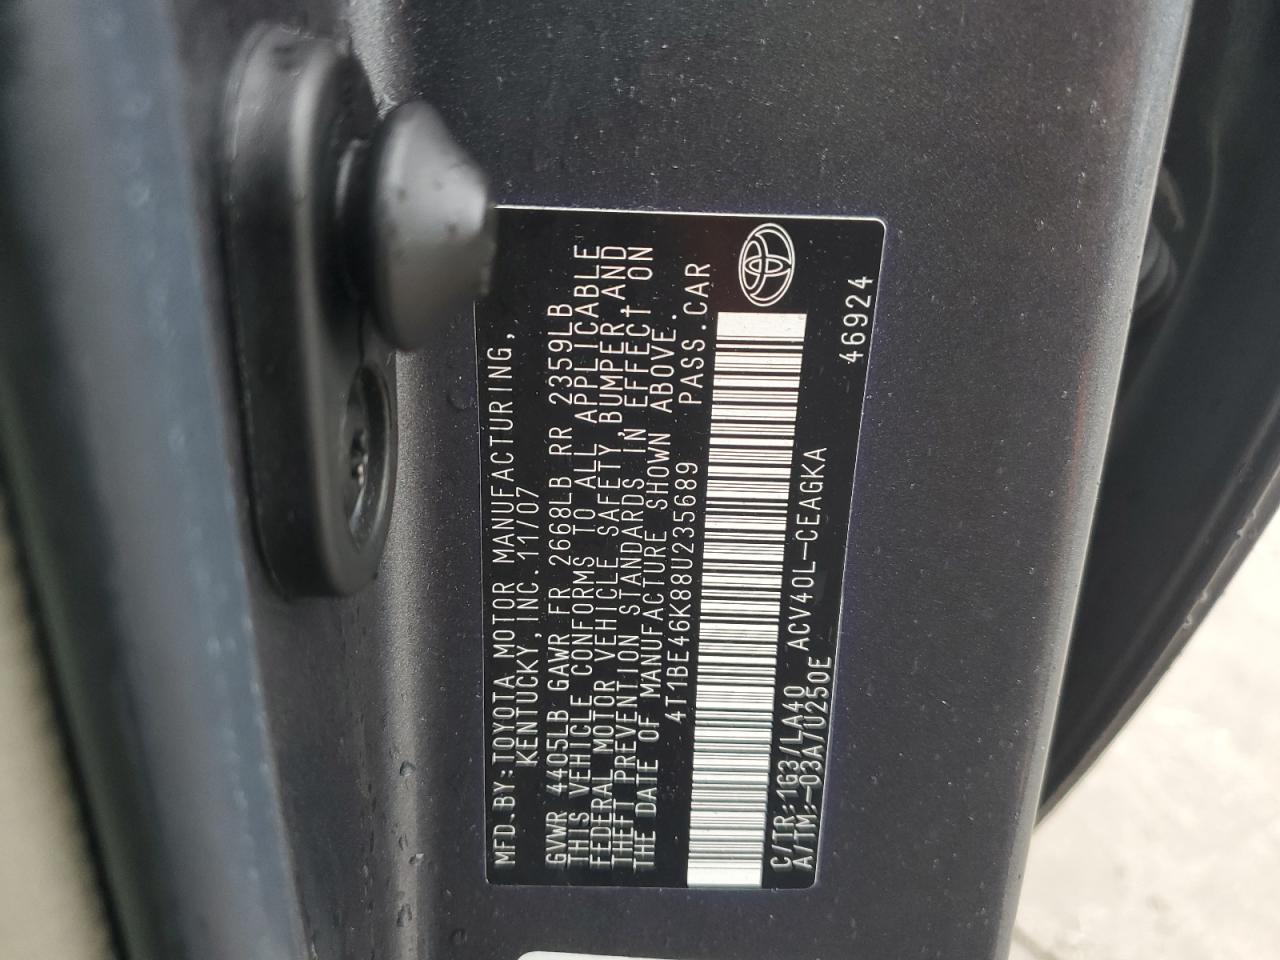 MFD.BY:TOYOTA MOTOR MANUFACTURING,
KENTUCKY,INC.11/07
GVWR 4405LB GAWR FR 2668LB RR 2359LB
THIS VEHICLE CONFORMS TO ALL APPLICABLE
FEDERAL MOTOR VEHICLE SAFETY,BUMPER,AND
THEFT PREVENTION STANDARDS IN EFFECT ON
THE DATE OF MANUFACTURE SHOWN ABOVE.
4T1BE46K88U235689 PASS.CAR
C/TR:1G3/LA40 ACV40L-CEAGKA
A/TM:-03A/U250E
46924